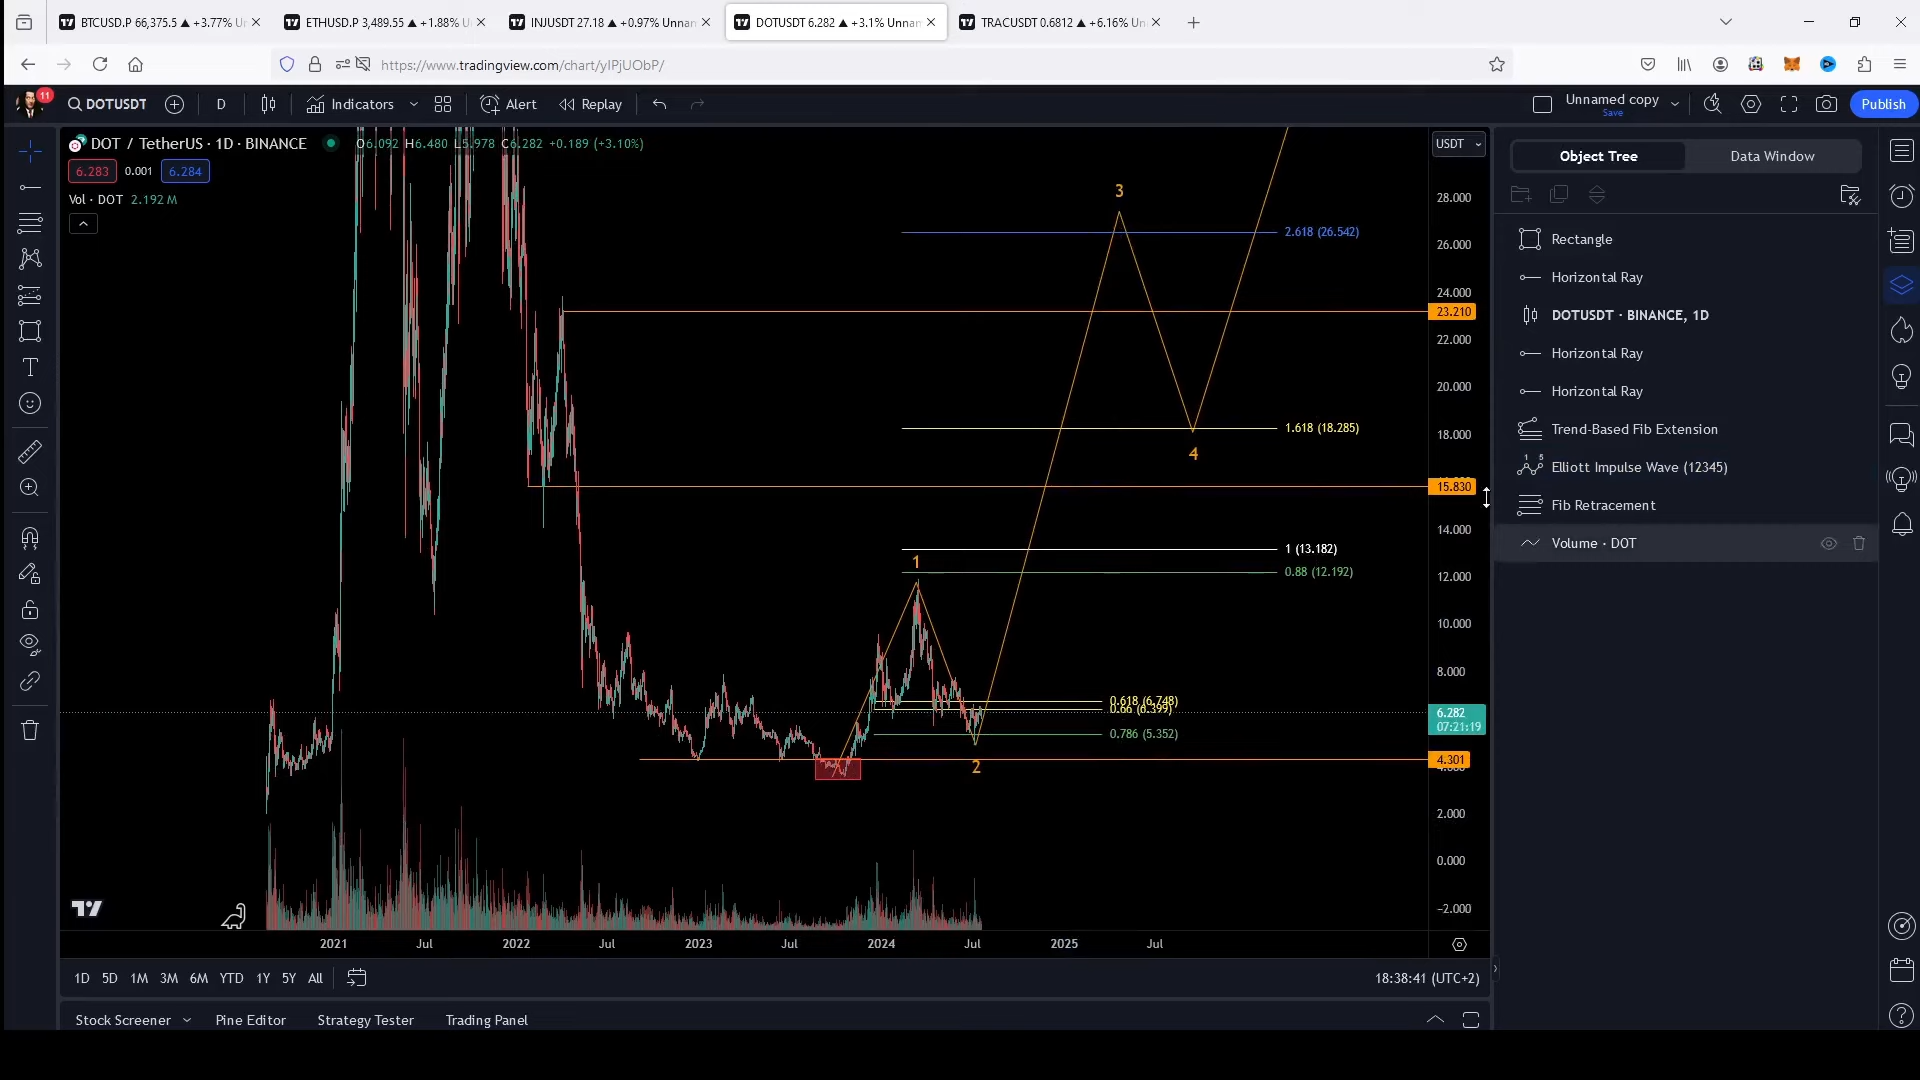 BTCUSD.P 66,375.5 ▲ +3.77% Ur
ETHUSD.P 3,489.55 ▲ +1.88% U
INJUSDT 27.18 ▲ +0.97% Unnan
DOTUSDT 6.282 ▲ +3.1% Unnan
TRACUSDT 0.6812 ▲ +6.16% Un
https://www.tradingview.com/chart/yIPjUObP/
11
DOTUSDT
D
Indicators
Alert
Replay
Unnamed copy
Save
Publish
DOT / TetherUS · 1D · BINANCE
O6.092 H6.480 L5.978 C6.282 +0.189 (+3.10%)
USDT
6.283
0.001
6.284
Vol · DOT 2.192 M
Object Tree
Data Window
Rectangle
Horizontal Ray
DOTUSDT · BINANCE, 1D
Horizontal Ray
Horizontal Ray
Trend-Based Fib Extension
Elliott Impulse Wave (12345)
Fib Retracement
Volume · DOT
3
2.618 (26.542)
1.618 (18.285)
4
1 (13.182)
0.88 (12.192)
1
0.618 (6.748)
0.66 (6.399)
0.786 (5.352)
2
28.000
26.000
24.000
23.210
22.000
20.000
18.000
15.830
14.000
12.000
10.000
8.000
6.282
07:21:19
4.301
2.000
0.000
−2.000
2021
Jul
2022
Jul
2023
Jul
2024
Jul
2025
Jul
1D
5D
1M
3M
6M
YTD
1Y
5Y
All
18:38:41 (UTC+2)
Stock Screener
Pine Editor
Strategy Tester
Trading Panel